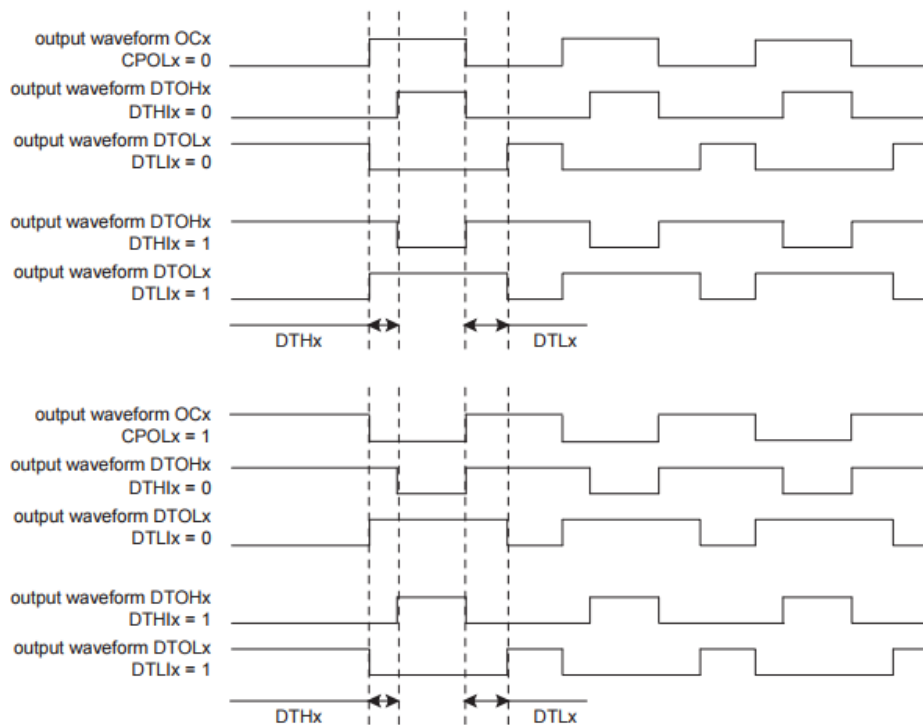 output waveform OCx
CPOLx = 0
output waveform DTOHx
DTHIx = 0
output waveform DTOLx
DTLIx = 0
output waveform DTOHx
DTHIx = 1
output waveform DTOLx
DTLIx = 1
DTHx DTLx
output waveform OCx
CPOLx = 1
output waveform DTOHx
DTHIx = 0
output waveform DTOLx
DTLIx = 0
output waveform DTOHx
DTHIx = 1
output waveform DTOLx
DTLIx = 1
DTHx DTLx